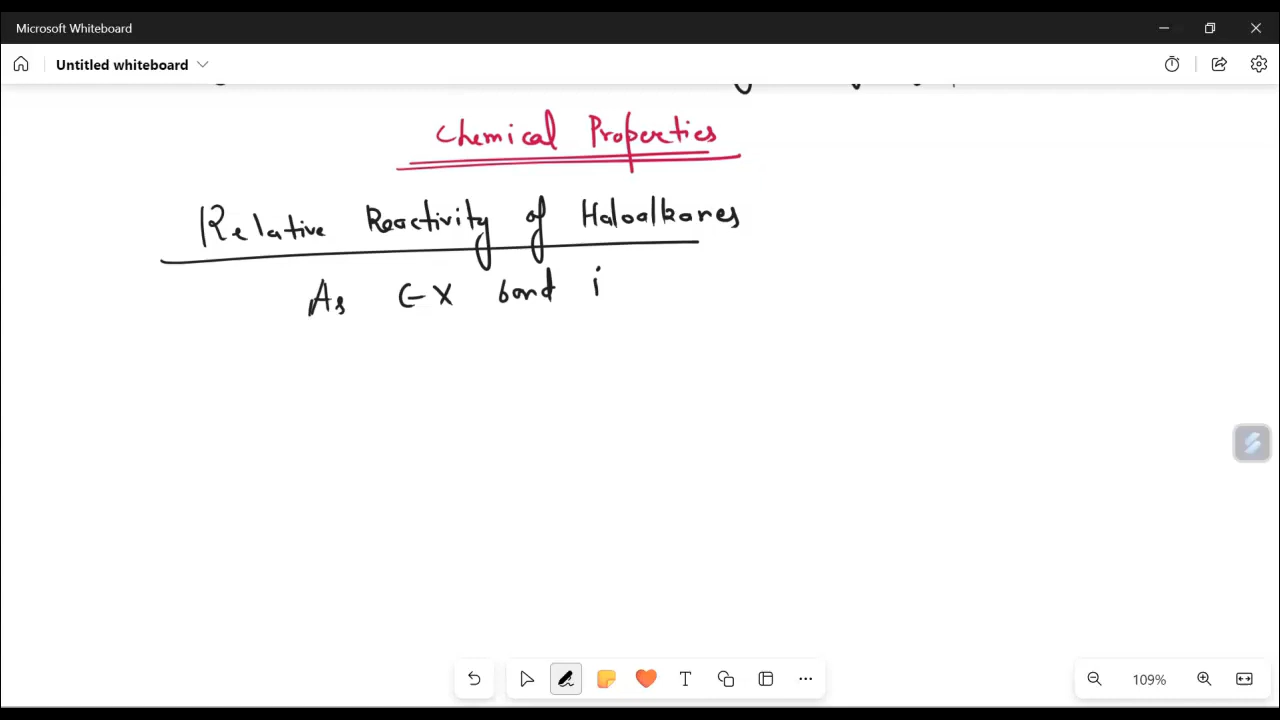 Microsoft Whiteboard
Untitled whiteboard
Chemical Properties
Relative Reactivity of Haloalkanes
As C-X bond i
T
109%